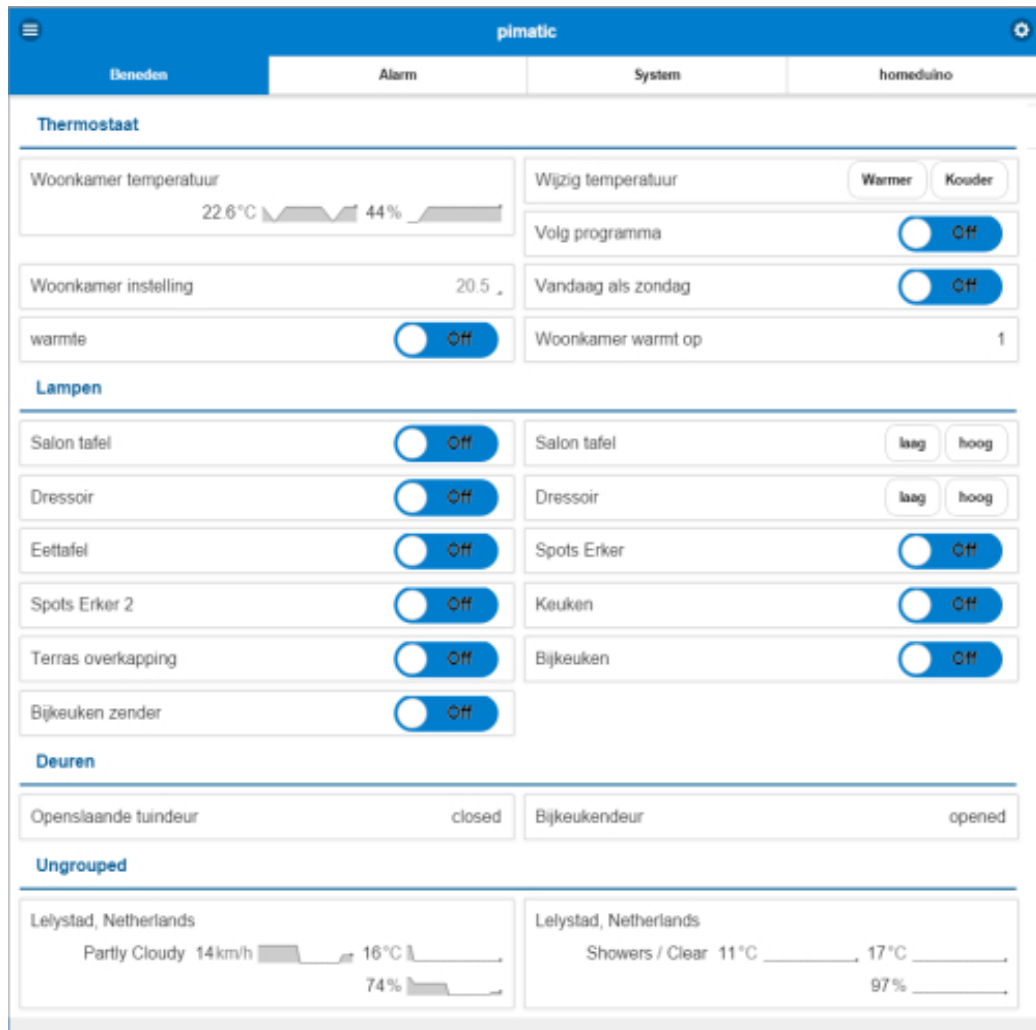 pimatic
Beneden Alarm System homeduino
Thermostaat
Woonkamer temperatuur
22.6°C 44%
Wijzig temperatuur Warmer Kouder
Volg programma Off
Woonkamer instelling 20.5
Vandaag als zondag Off
warmte Off
Woonkamer warmt op 1
Lampen
Salon tafel Off
Salon tafel laag hoog
Dressoir Off
Dressoir laag hoog
Eettafel Off
Spots Erker Off
Spots Erker 2 Off
Keuken Off
Terras overkapping Off
Bijkeuken Off
Bijkeuken zender Off
Deuren
Openslaande tuindeur closed
Bijkeukendeur opened
Ungrouped
Lelystad, Netherlands
Partly Cloudy 14km/h 16°C
74%
Lelystad, Netherlands
Showers / Clear 11°C 17°C
97%